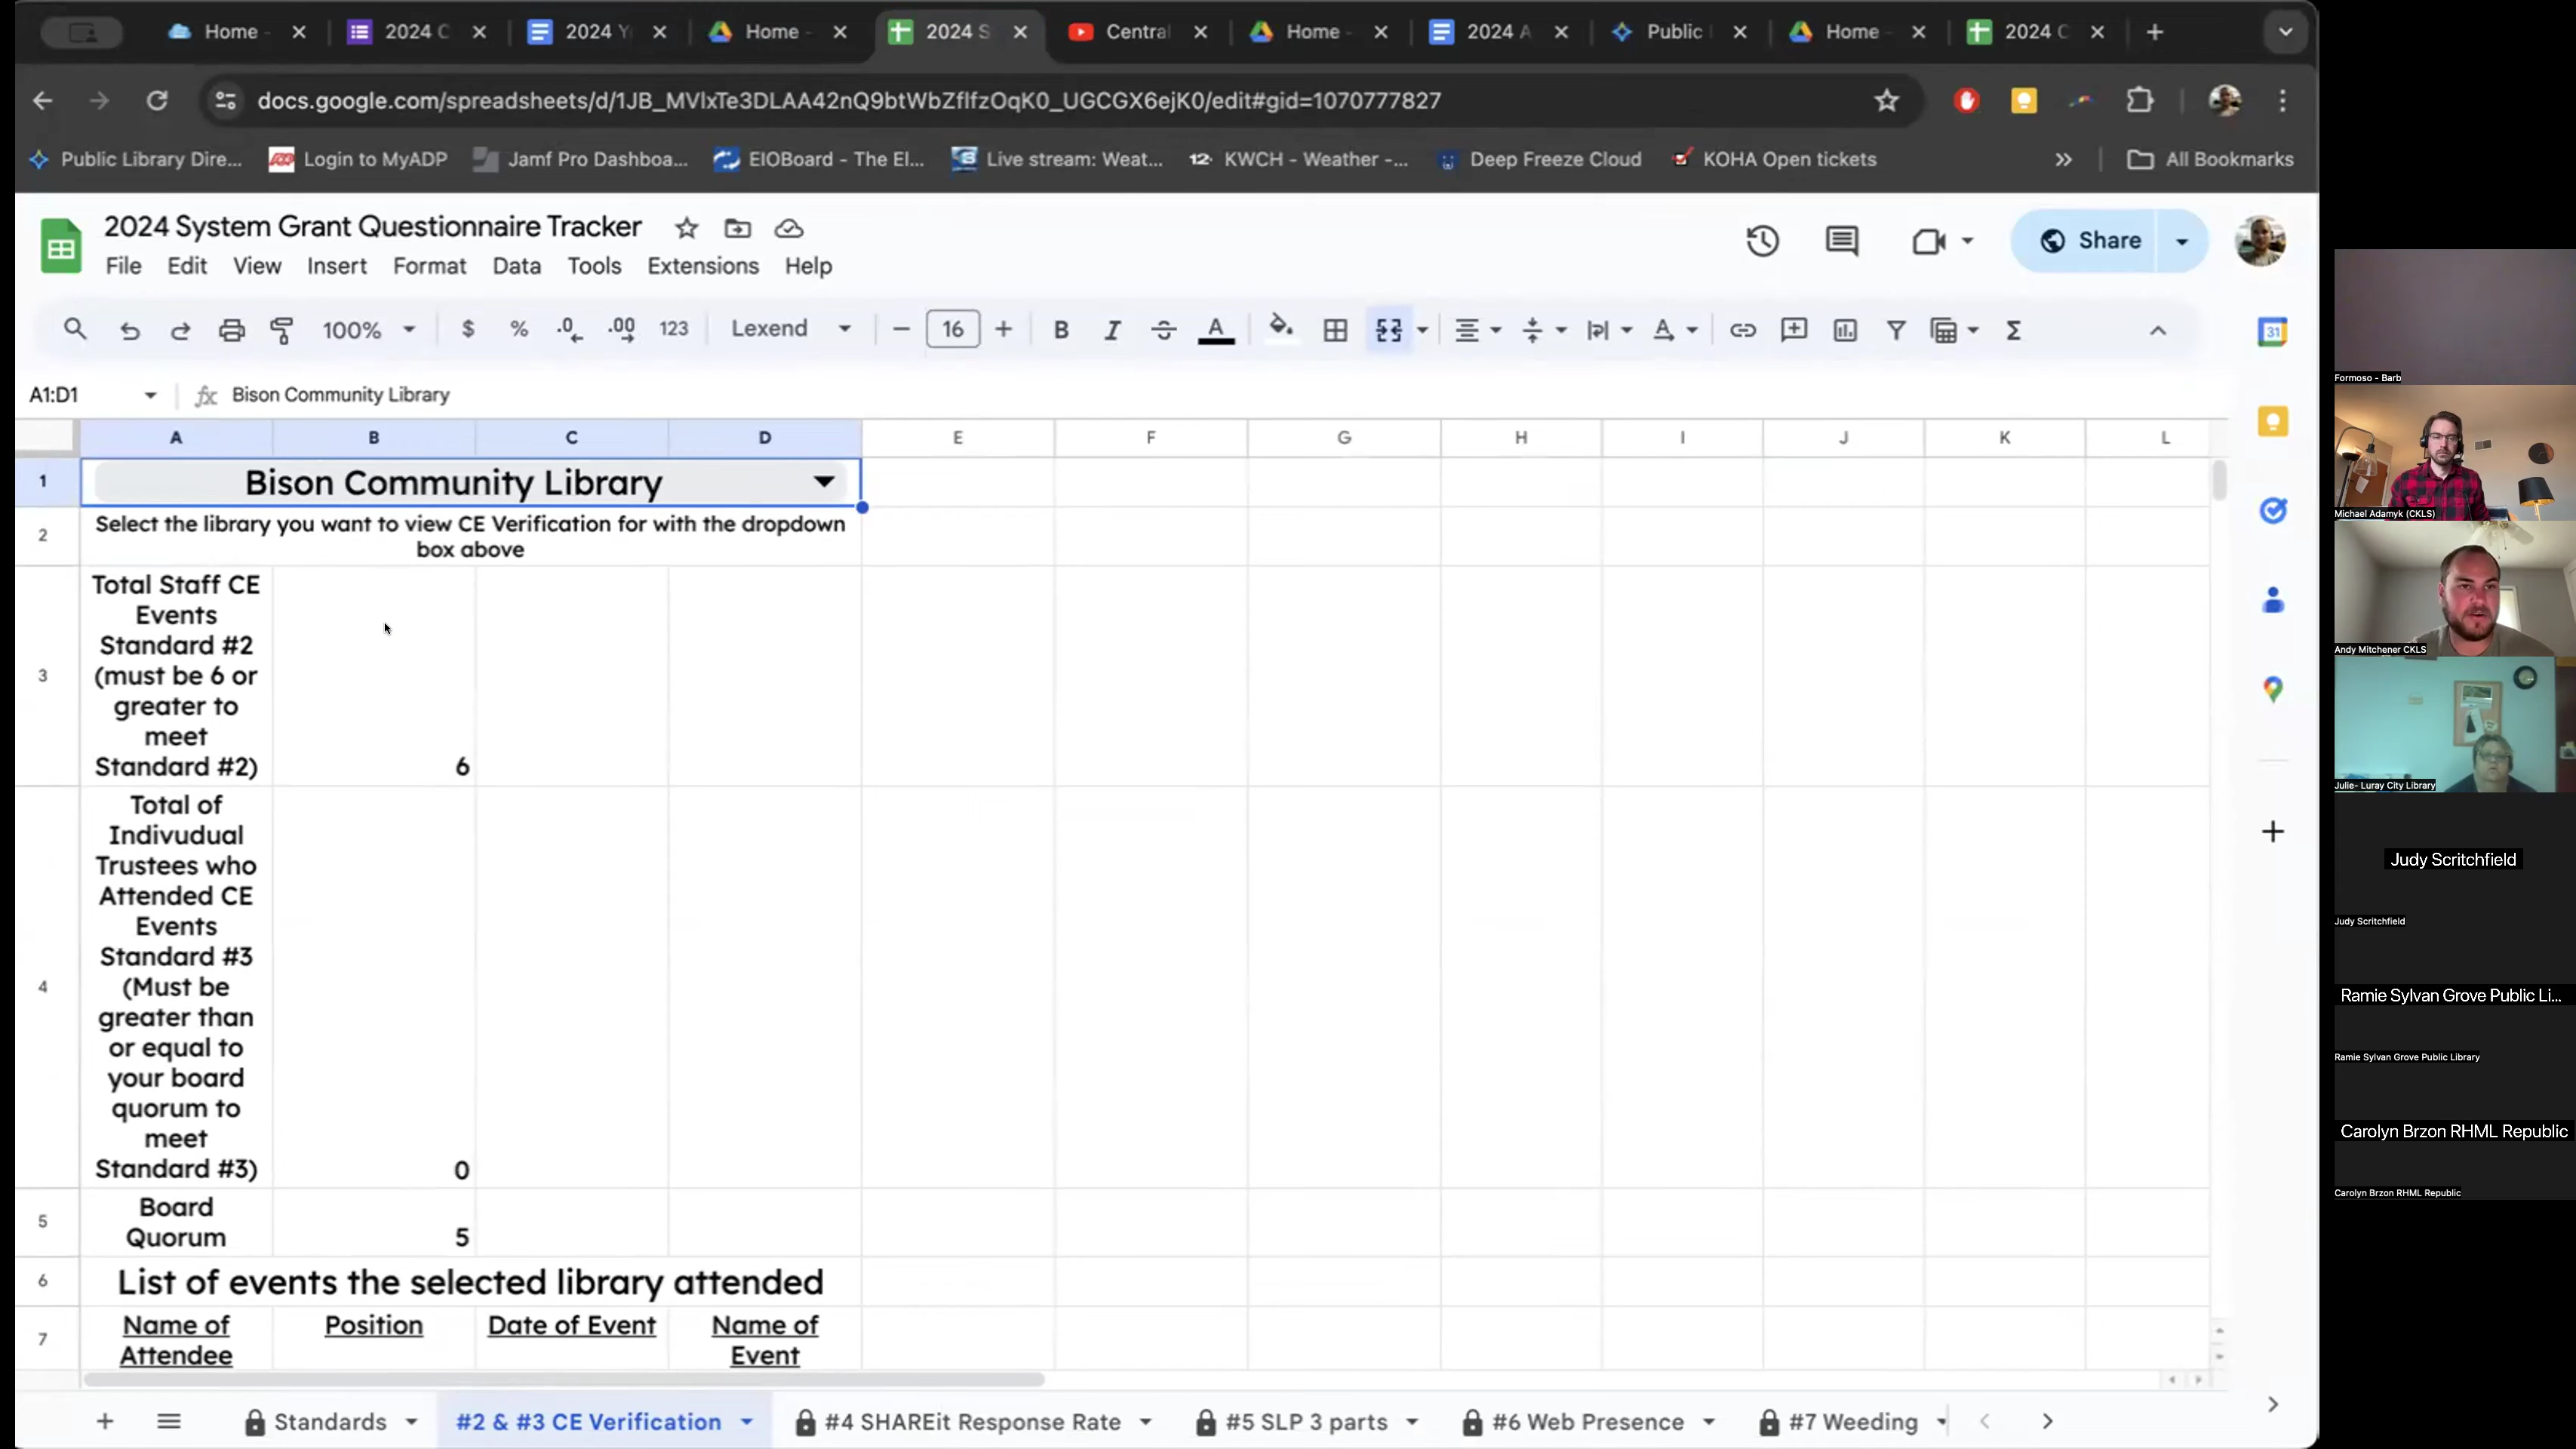 Home -
2024 C
2024 Y
Home -
2024 S
Central
Home -
2024 A
Public
Home -
2024 C
docs.google.com/spreadsheets/d/1JB_MVlxTe3DLAA42nQ9btWbZflfzOqK0_UGCGX6ejK0/edit#gid=1070777827
Public Library Dire...
Login to MyADP
Jamf Pro Dashboa...
EIOBoard - The El...
Live stream: Weat...
KWCH - Weather -...
Deep Freeze Cloud
KOHA Open tickets
All Bookmarks
2024 System Grant Questionnaire Tracker
File Edit View Insert Format Data Tools Extensions Help
Share
100% $ % .0 .00 123 Lexend 16 B I A Σ
31
A1:D1 fx Bison Community Library
A B C D E F G H I J K L
1 Bison Community Library
2 Select the library you want to view CE Verification for with the dropdown
box above
Total Staff CE
Events
Standard #2
3 (must be 6 or
greater to
meet
Standard #2) 6
Total of
Indivudual
Trustees who
Attended CE
Events
Standard #3
4 (Must be
greater than
or equal to
your board
quorum to
meet
Standard #3) 0
5 Board
Quorum 5
6 List of events the selected library attended
7 Name of
Attendee
Position
Date of Event
Name of
Event
Standards
#2 & #3 CE Verification
#4 SHAREit Response Rate
#5 SLP 3 parts
#6 Web Presence
#7 Weeding
Formoso - Barb
Michael Adamyk (CKLS)
Andy Mitchener CKLS
Julie- Luray City Library
Judy Scritchfield
Judy Scritchfield
Ramie Sylvan Grove Public Li...
Ramie Sylvan Grove Public Library
Carolyn Brzon RHML Republic
Carolyn Brzon RHML Republic